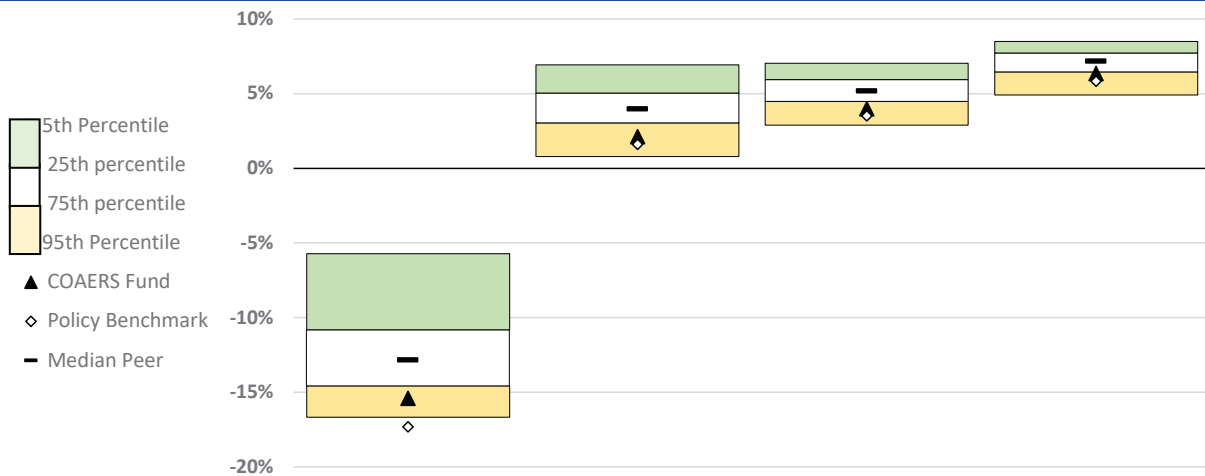 10%
5%
0%
-5%
-10%
-15%
-20%
5th Percentile
25th percentile
75th percentile
95th Percentile
COAERS Fund
Policy Benchmark
Median Peer